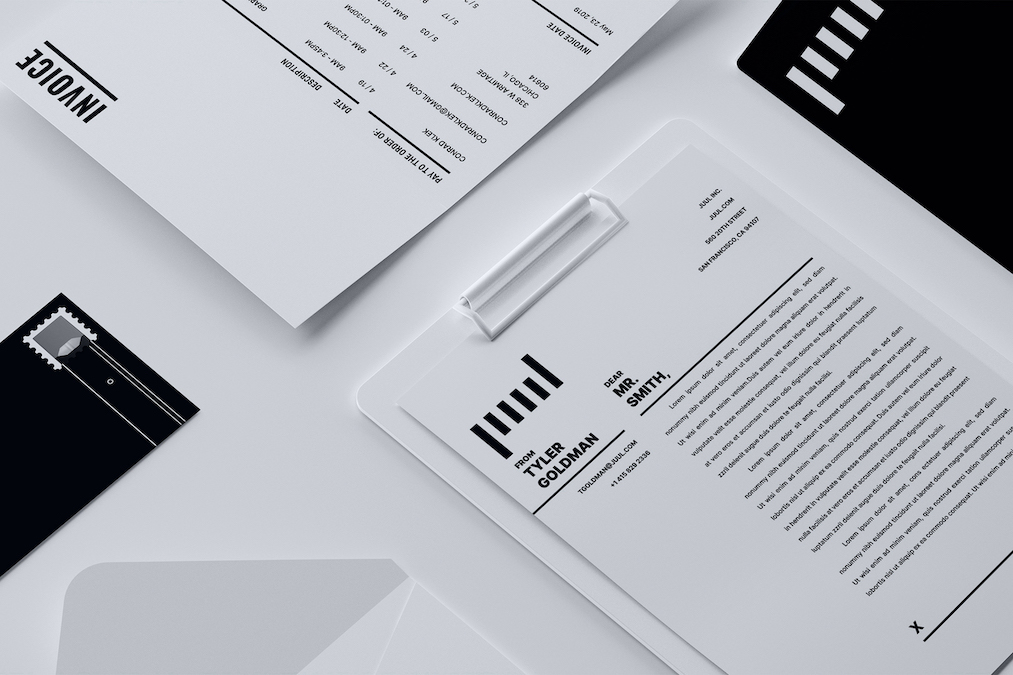 INVOICE
PAY TO THE ORDER OF:
CONRAD KLEK
CONRADKLEK@GMAIL.COM
338 W ARMITAGE
CHICAGO, IL
60614
INVOICE DATE
May 23, 2019
DATE
DESCRIPTION
4 / 19
9AM - 3:45PM
4 / 22
9AM - 12:30PM
4 / 24
9AM - 01:30PM
5 / 03
5 / 17
JUUL INC.
JUUL.COM
560 20TH STREET
SAN FRANCISCO, CA 94107
FROM
TYLER
GOLDMAN
TGOLDMAN@JUUL.COM
+1 415 829 2336
DEAR
MR.
SMITH,
Lorem ipsum dolor sit amet, consectetuer adipiscing elit, sed diam
nonummy nibh euismod tincidunt ut laoreet dolore magna aliquam erat volutpat.
Ut wisi enim ad minim veniam.Duis autem vel eum iriure dolor in hendrerit in
vulputate velit esse molestie consequat, vel illum dolore eu feugiat nulla facilisis
at vero eros et accumsan et iusto odio dignissim qui blandit praesent luptatum
zzril delenit augue duis dolore te feugait nulla facilisi.
Lorem ipsum dolor sit amet, consectetuer adipiscing elit, sed diam
nonummy nibh euismod tincidunt ut laoreet dolore magna aliquam erat volutpat.
Ut wisi enim ad minim veniam, quis nostrud exerci tation ullamcorper suscipit
lobortis nisl ut aliquip ex ea commodo consequat. Duis autem vel eum iriure dolor
in hendrerit in vulputate velit esse molestie consequat, vel illum dolore eu feugiat
nulla facilisis at vero eros et accumsan et iusto odio dignissim qui blandit praesent
luptatum zzril delenit augue duis dolore te feugait nulla facilisi.
Lorem ipsum dolor sit amet, cons ectetuer adipiscing elit, sed diam
nonummy nibh euismod tincidunt ut laoreet dolore magna aliquam erat volutpat.
Ut wisi enim ad minim veniam, quis nostrud exerci tation ullamcorper
lobortis nisl ut aliquip ex ea commodo consequat.
X